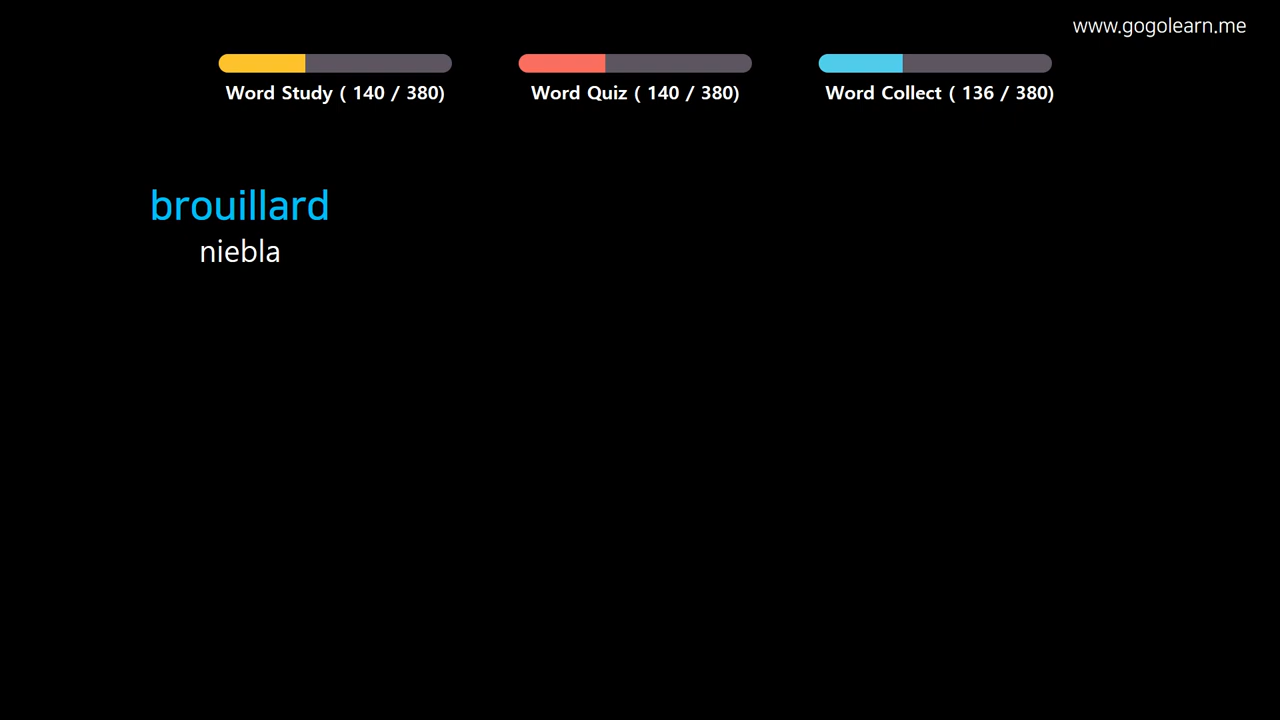 www.gogolearn.me
Word Study ( 140 / 380)
Word Quiz ( 140 / 380)
Word Collect ( 136 / 380)
brouillard
niebla